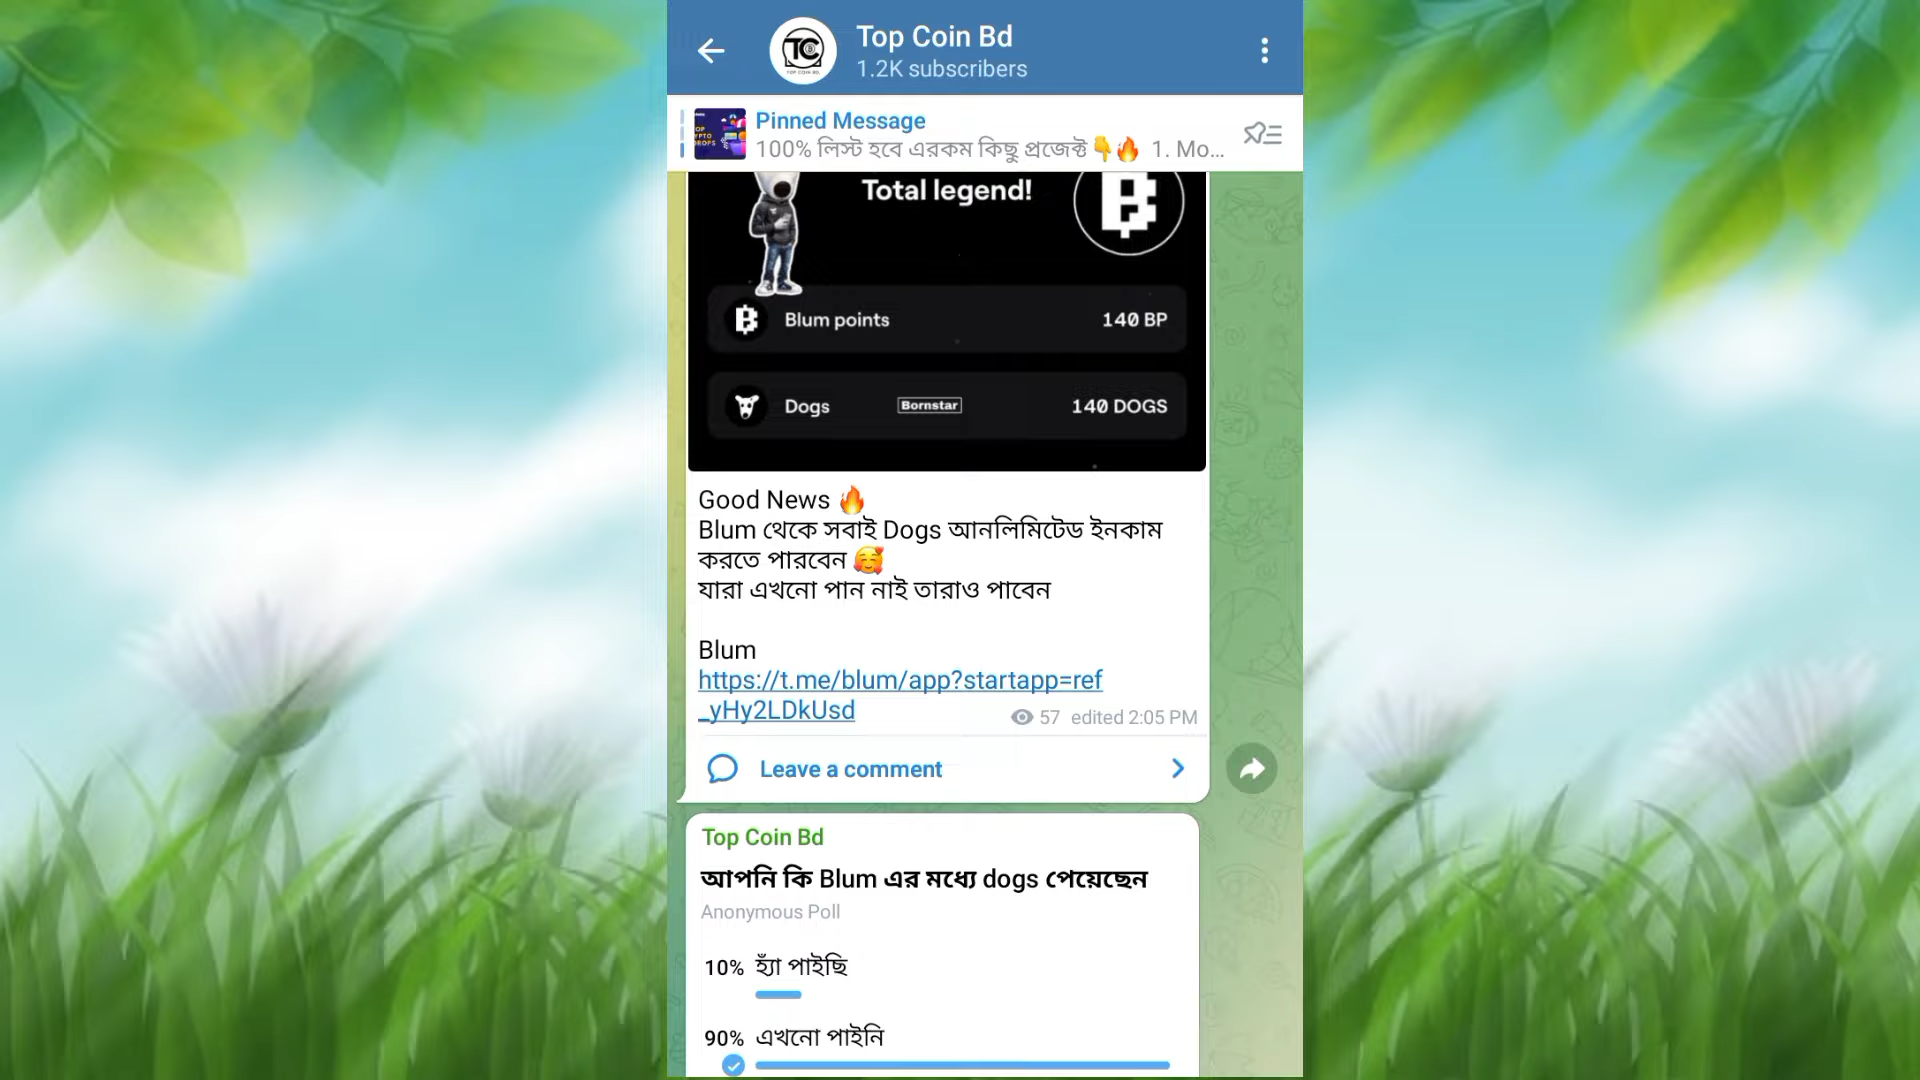 Top Coin Bd
1.2K subscribers
TOP COIN BD.
Pinned Message
100% লিস্ট হবে এরকম কিছু প্রজেক্ট👇🔥 1. Mo...
Total legend!
Blum points 140 BP
Dogs Bornstar 140 DOGS
Good News 🔥
Blum থেকে সবাই Dogs আনলিমিটেড ইনকাম
করতে পারবেন 🥰
যারা এখনো পান নাই তারাও পাবেন
Blum
https://t.me/blum/app?startapp=ref
_yHy2LDkUsd
57 edited 2:05 PM
Leave a comment
Top Coin Bd
আপনি কি Blum এর মধ্যে dogs পেয়েছেন
Anonymous Poll
10% হ্যাঁ পাইছি
90% এখনো পাইনি